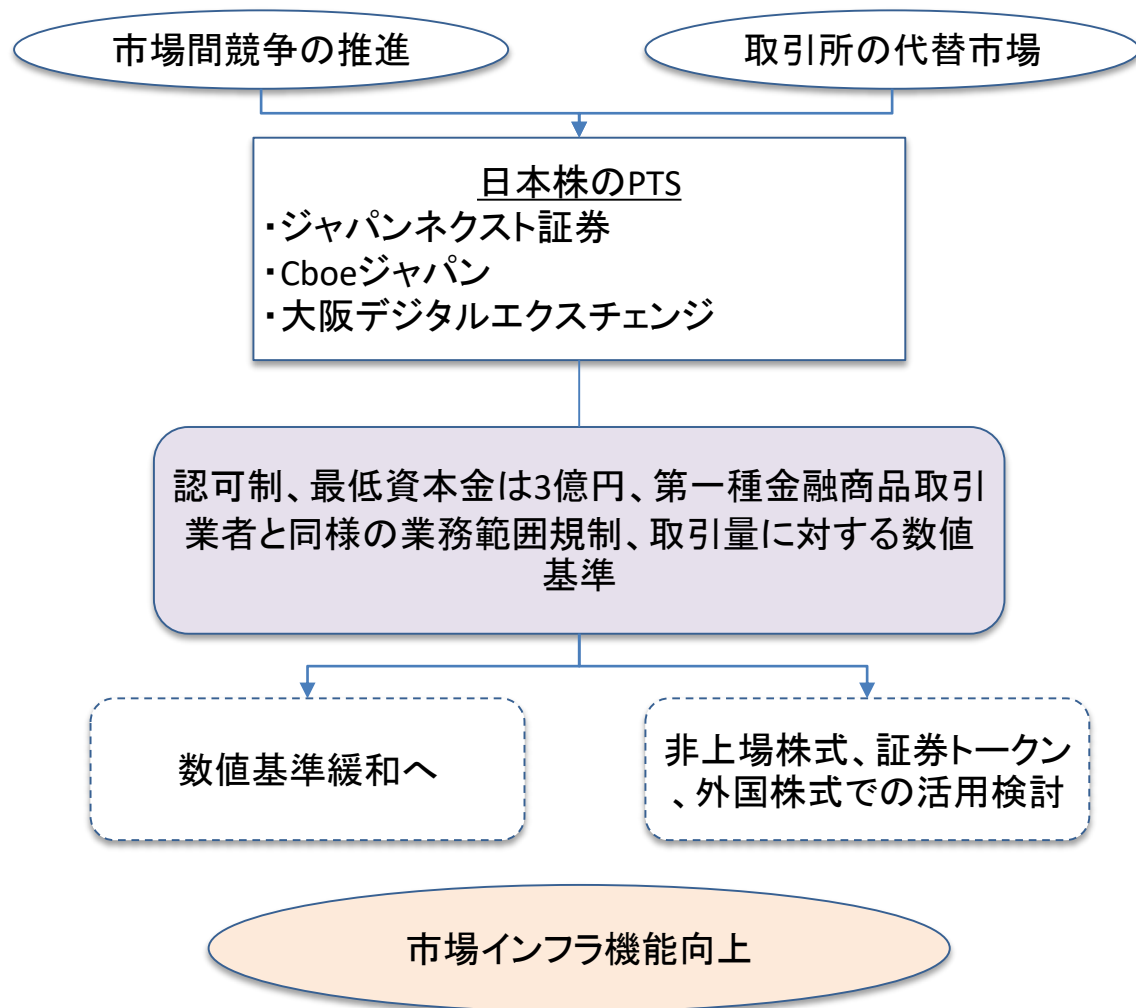 市場間競争の推進
取引所の代替市場
日本株のPTS
・ジャパンネクスト証券
・Cboeジャパン
・大阪デジタルエクスチェンジ
認可制、最低資本金は3億円、第一種金融商品取引
業者と同様の業務範囲規制、取引量に対する数値
基準
数値基準緩和へ
非上場株式、証券トークン
、外国株式での活用検討
市場インフラ機能向上